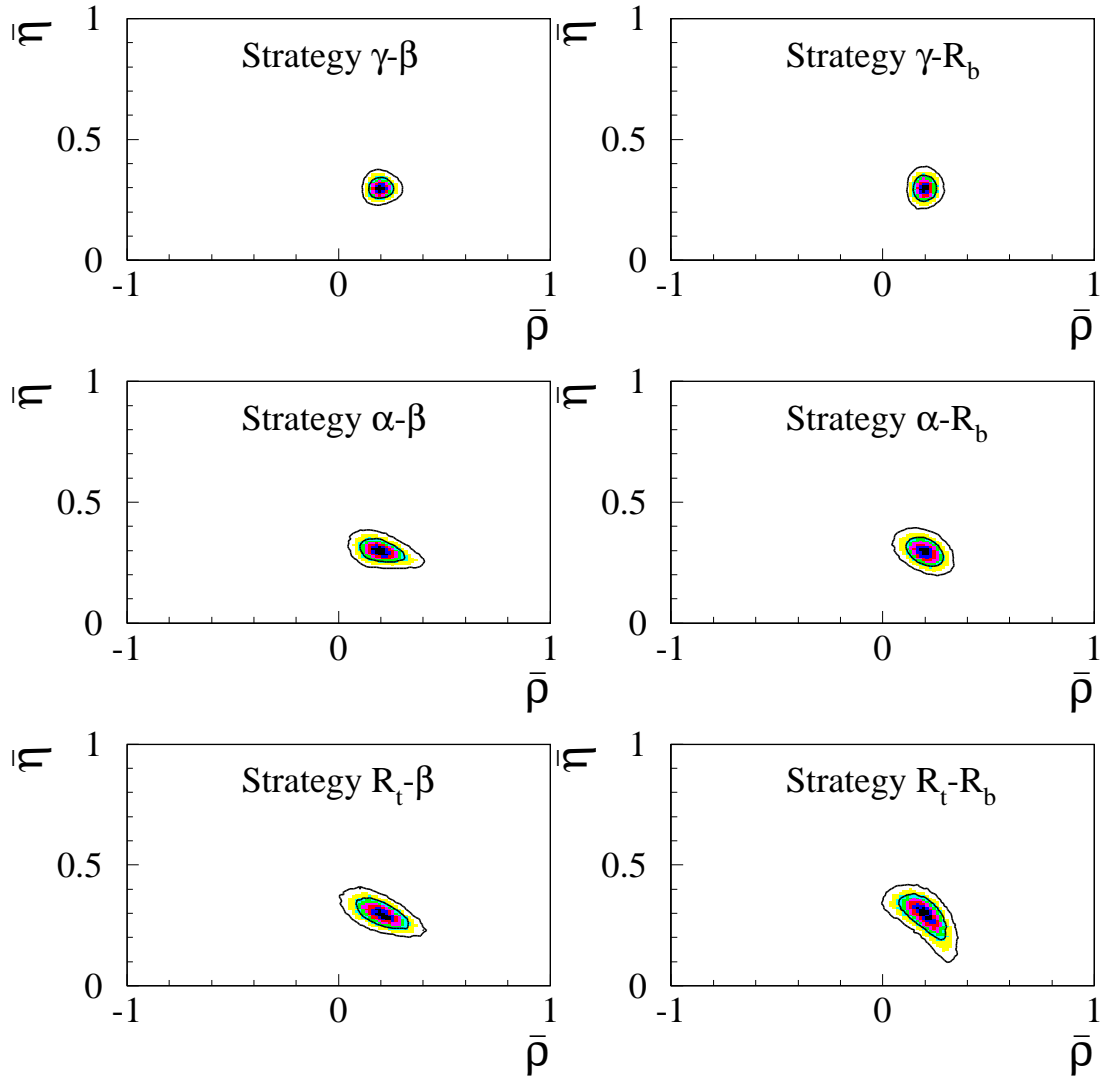 η̄ 1 Strategy γ-β 0.5 0 -1 0 1 ρ̄
η̄ 1 Strategy γ-R_b 0.5 0 -1 0 1 ρ̄
η̄ 1 Strategy α-β 0.5 0 -1 0 1 ρ̄
η̄ 1 Strategy α-R_b 0.5 0 -1 0 1 ρ̄
η̄ 1 Strategy R_t-β 0.5 0 -1 0 1 ρ̄
η̄ 1 Strategy R_t-R_b 0.5 0 -1 0 1 ρ̄